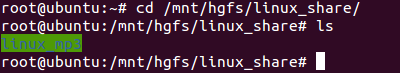 root@ubuntu:~# cd /mnt/hgfs/linux_share/
root@ubuntu:/mnt/hgfs/linux_share# ls
linux_mp3
root@ubuntu:/mnt/hgfs/linux_share#